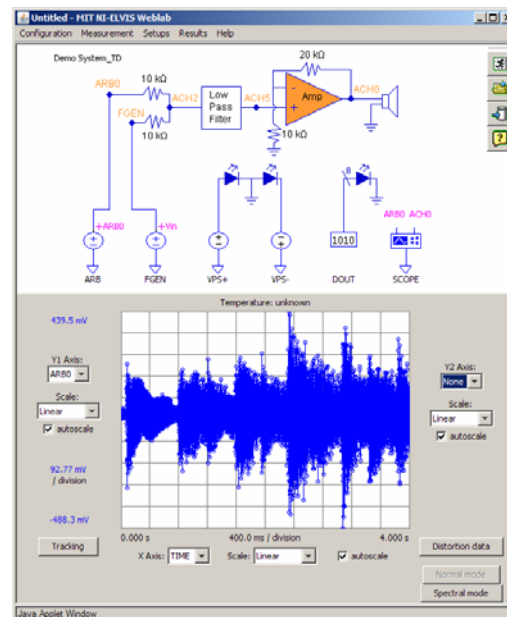 Untitled - MIT NI-ELVIS Weblab
Configuration Measurement Setups Results Help
Demo System_TD
20 kΩ
ARB0
10 kΩ
ACH2
Low
Pass
Filter
ACH5
Amp
ACH0
FGEN
10 kΩ
10 kΩ
8
+ARB0
+Vin
1010
ARB0 ACH0
ARB
FGEN
VPS+
VPS-
DOUT
SCOPE
Temperature: unknown
439.5 mV
Y1 Axis:
ARB0
Scale:
Linear
autoscale
92.77 mV
/ division
-488.3 mV
Y2 Axis:
None
Scale:
Linear
autoscale
0.000 s 400.0 ms / division 4.000 s
Tracking
X Axis: TIME Scale: Linear autoscale
Distortion data
Normal mode
Spectral mode
Java Applet Window